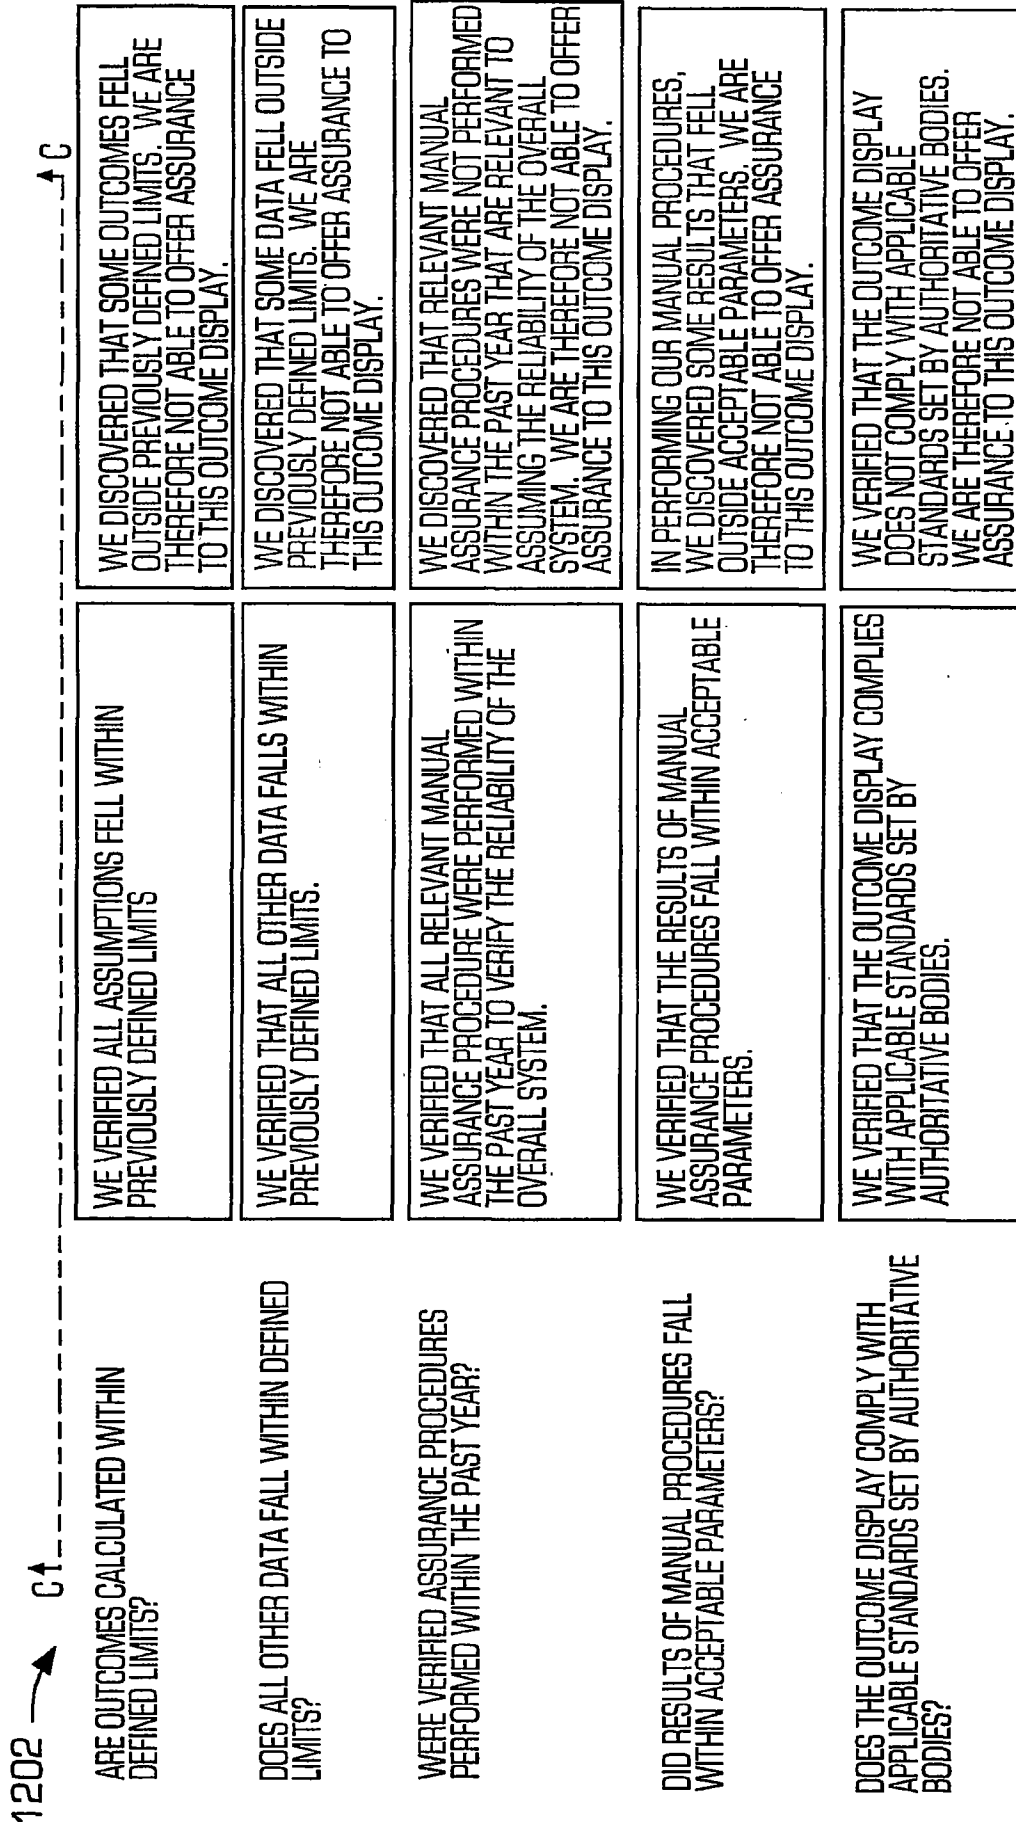 1202
C1
C
ARE OUTCOMES CALCULATED WITHIN
DEFINED LIMITS?
WE VERIFIED ALL ASSUMPTIONS FELL WITHIN
PREVIOUSLY DEFINED LIMITS
WE DISCOVERED THAT SOME OUTCOMES FELL
OUTSIDE PREVIOUSLY DEFINED LIMITS. WE ARE
THEREFORE NOT ABLE TO OFFER ASSURANCE
TO THIS OUTCOME DISPLAY.
DOES ALL OTHER DATA FALL WITHIN DEFINED
LIMITS?
WE VERIFIED THAT ALL OTHER DATA FALLS WITHIN
PREVIOUSLY DEFINED LIMITS.
WE DISCOVERED THAT SOME DATA FELL OUTSIDE
PREVIOUSLY DEFINED LIMITS. WE ARE
THEREFORE NOT ABLE TO OFFER ASSURANCE TO
THIS OUTCOME DISPLAY.
WERE VERIFIED ASSURANCE PROCEDURES
PERFORMED WITHIN THE PAST YEAR?
WE VERIFIED THAT ALL RELEVANT MANUAL
ASSURANCE PROCEDURE WERE PERFORMED WITHIN
THE PAST YEAR TO VERIFY THE RELIABILITY OF THE
OVERALL SYSTEM.
WE DISCOVERED THAT RELEVANT MANUAL
ASSURANCE PROCEDURES WERE NOT PERFORMED
WITHIN THE PAST YEAR THAT ARE RELEVANT TO
ASSUMING THE RELIABILITY OF THE OVERALL
SYSTEM. WE ARE THEREFORE NOT ABLE TO OFFER
ASSURANCE TO THIS OUTCOME DISPLAY.
DID RESULTS OF MANUAL PROCEDURES FALL
WITHIN ACCEPTABLE PARAMETERS?
WE VERIFIED THAT THE RESULTS OF MANUAL
ASSURANCE PROCEDURES FALL WITHIN ACCEPTABLE
PARAMETERS.
IN PERFORMING OUR MANUAL PROCEDURES,
WE DISCOVERED SOME RESULTS THAT FELL
OUTSIDE ACCEPTABLE PARAMETERS. WE ARE
THEREFORE NOT ABLE TO OFFER ASSURANCE
TO THIS OUTCOME DISPLAY.
DOES THE OUTCOME DISPLAY COMPLY WITH
APPLICABLE STANDARDS SET BY AUTHORITATIVE
BODIES?
WE VERIFIED THAT THE OUTCOME DISPLAY COMPLIES
WITH APPLICABLE STANDARDS SET BY
AUTHORITATIVE BODIES.
WE VERIFIED THAT THE OUTCOME DISPLAY
DOES NOT COMPLY WITH APPLICABLE
STANDARDS SET BY AUTHORITATIVE BODIES.
WE ARE THEREFORE NOT ABLE TO OFFER
ASSURANCE TO THIS OUTCOME DISPLAY.